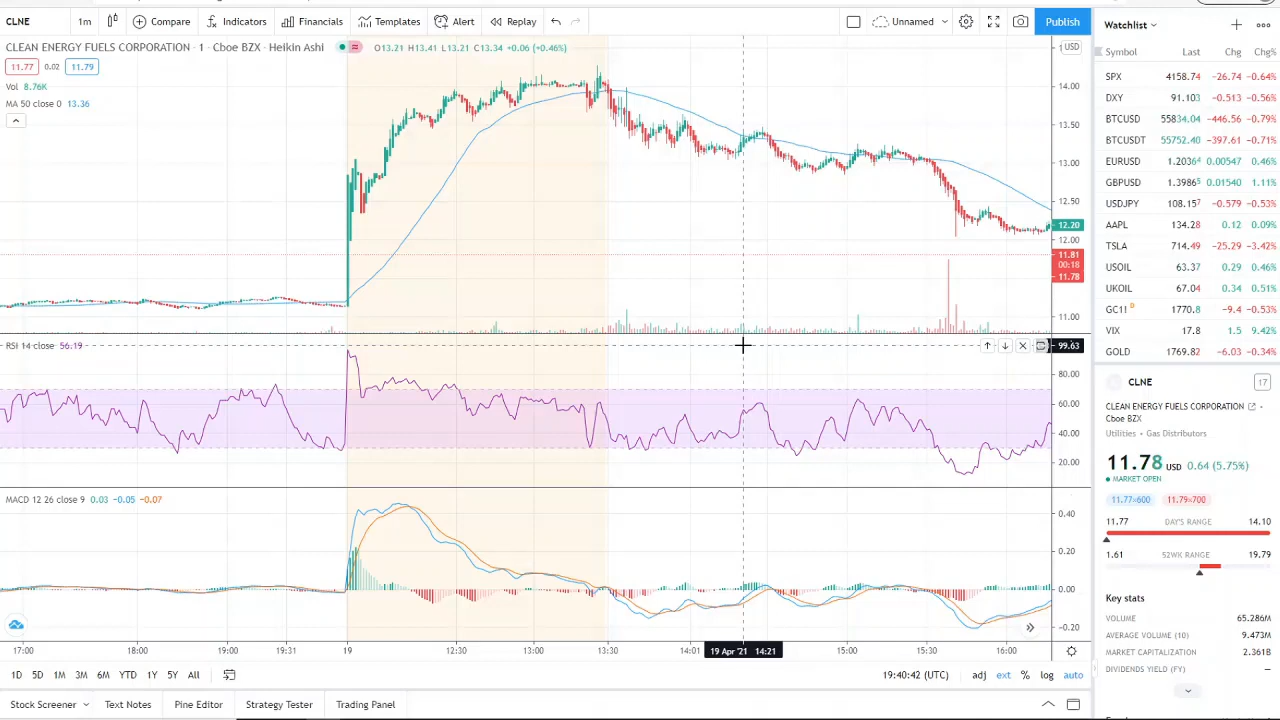 CLNE 1m Compare Indicators Financials Templates Alert Replay Unnamed Publish
CLEAN ENERGY FUELS CORPORATION · 1 · Cboe BZX · Heikin Ashi O13.21 H13.41 L13.21 C13.34 +0.06 (+0.46%)
11.77 0.02 11.79
Vol 8.76K
MA 50 close 0 13.36
USD
14.00
13.50
13.00
12.50
12.20
12.00
11.81
00:18
11.78
11.00
RSI 14 close 56.19
99.63
80.00
60.00
40.00
20.00
MACD 12 26 close 9 0.03 −0.05 −0.07
0.40
0.20
0.00
−0.20
17:00 18:00 19:00 19:31 19 12:30 13:00 13:30 14:01 19 Apr '21 14:21 15:00 15:30 16:00
1D 5D 1M 3M 6M YTD 1Y 5Y All 19:40:42 (UTC) adj ext % log auto
Stock Screener Text Notes Pine Editor Strategy Tester Trading Panel
Watchlist
Symbol Last Chg Chg%
SPX 4158.74 −26.74 −0.64%
DXY 91.103 −0.513 −0.56%
BTCUSD 55834.04 −446.56 −0.79%
BTCUSDT 55752.40 −397.61 −0.71%
EURUSD 1.20364 0.00547 0.46%
GBPUSD 1.39865 0.01540 1.11%
USDJPY 108.157 −0.579 −0.53%
AAPL 134.28 0.12 0.09%
TSLA 714.49 −25.29 −3.42%
USOIL 63.37 0.29 0.46%
UKOIL 67.04 0.34 0.51%
GC1! D 1770.8 −9.4 −0.53%
VIX 17.8 1.5 9.42%
GOLD 1769.82 −6.03 −0.34%
CLNE 17
CLEAN ENERGY FUELS CORPORATION ·
Cboe BZX
Utilities · Gas Distributors
11.78 USD 0.64 (5.75%)
MARKET OPEN
11.77×600 11.79×700
11.77 DAY'S RANGE 14.10
1.61 52WK RANGE 19.79
Key stats
VOLUME 65.286M
AVERAGE VOLUME (10) 9.473M
MARKET CAPITALIZATION 2.361B
DIVIDENDS YIELD (FY) —